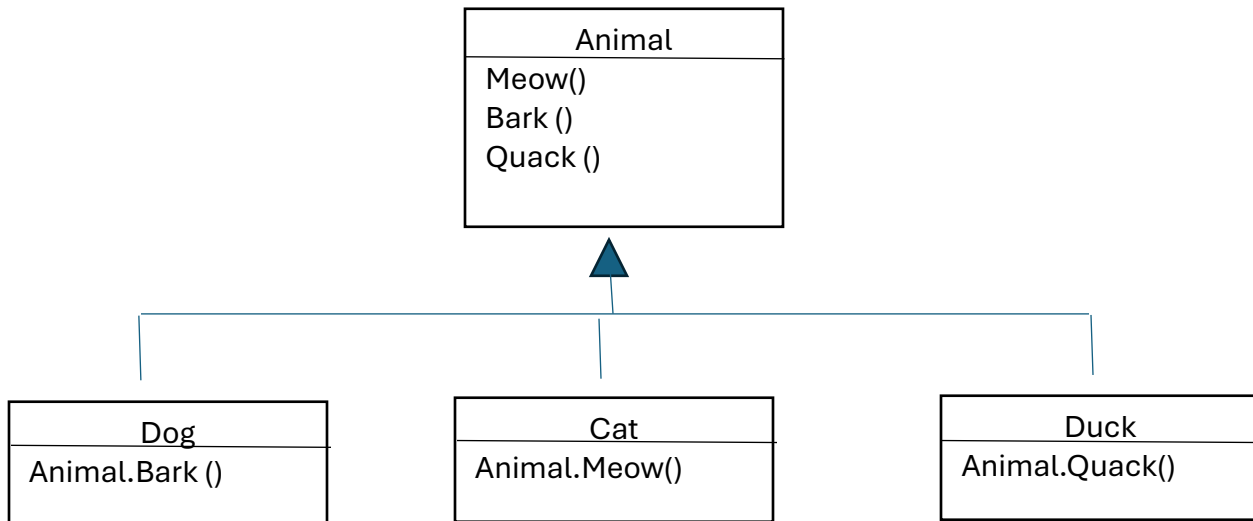 Animal
Meow()
Bark ()
Quack ()
Dog
Animal.Bark ()
Cat
Animal.Meow()
Duck
Animal.Quack()